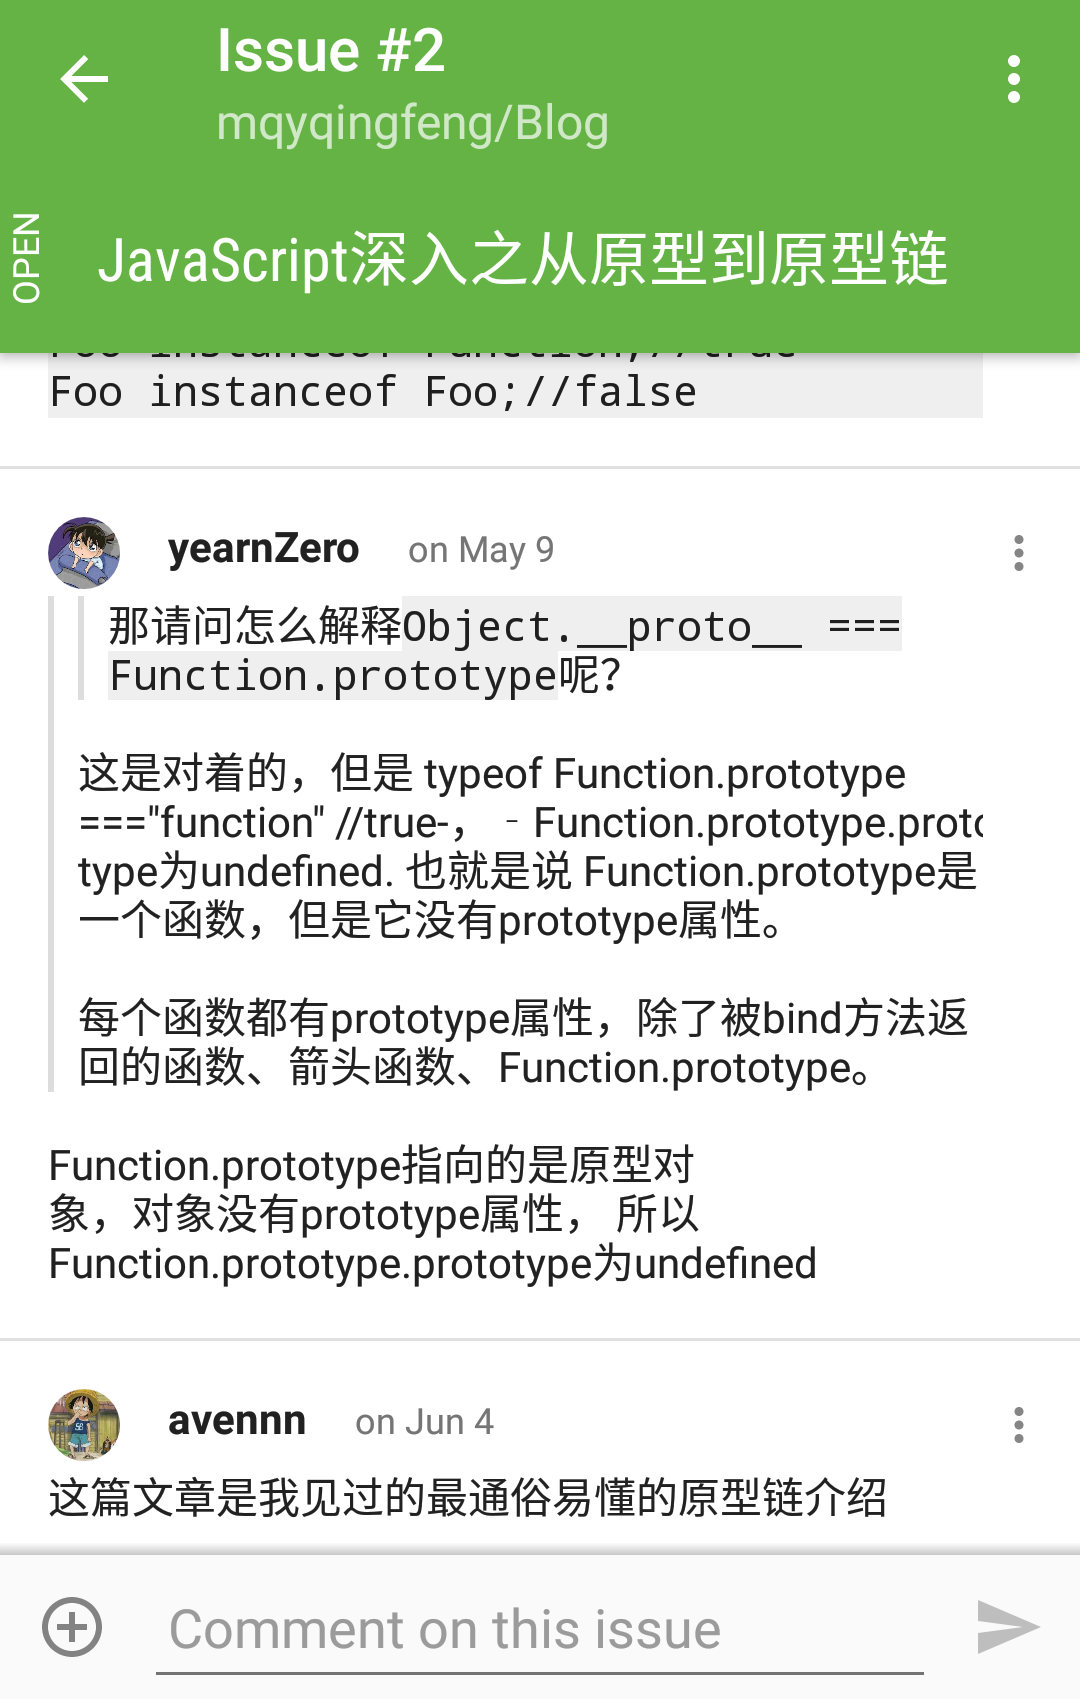 Issue #2
mqyqingfeng/Blog
OPEN
JavaScript深入之从原型到原型链
Foo instanceof Function;//true
Foo instanceof Foo;//false
yearnZero on May 9
那请问怎么解释Object.__proto__ ===
Function.prototype呢？
这是对着的，但是 typeof Function.prototype
==="function" //true-， - Function.prototype.proto
type为undefined. 也就是说 Function.prototype是
一个函数，但是它没有prototype属性。
每个函数都有prototype属性，除了被bind方法返
回的函数、箭头函数、Function.prototype。
Function.prototype指向的是原型对
象，对象没有prototype属性， 所以
Function.prototype.prototype为undefined
avennn on Jun 4
这篇文章是我见过的最通俗易懂的原型链介绍
Comment on this issue